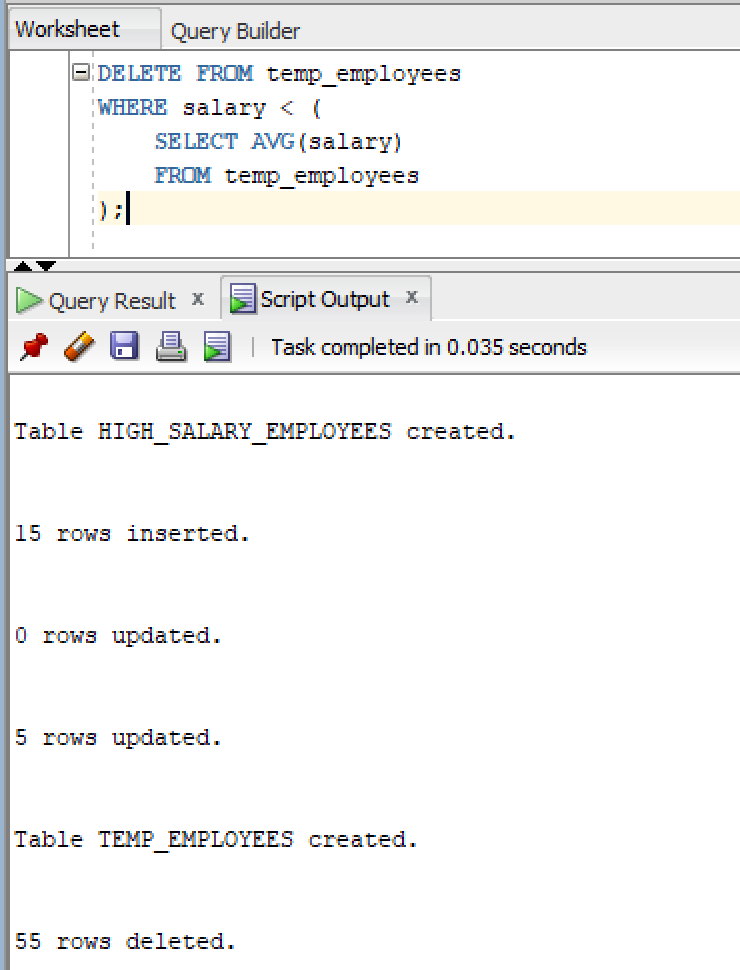 Worksheet Query Builder
DELETE FROM temp_employees
WHERE salary < (
    SELECT AVG(salary)
    FROM temp_employees
);
Query Result x Script Output x
| Task completed in 0.035 seconds
Table HIGH_SALARY_EMPLOYEES created.
15 rows inserted.
0 rows updated.
5 rows updated.
Table TEMP_EMPLOYEES created.
55 rows deleted.